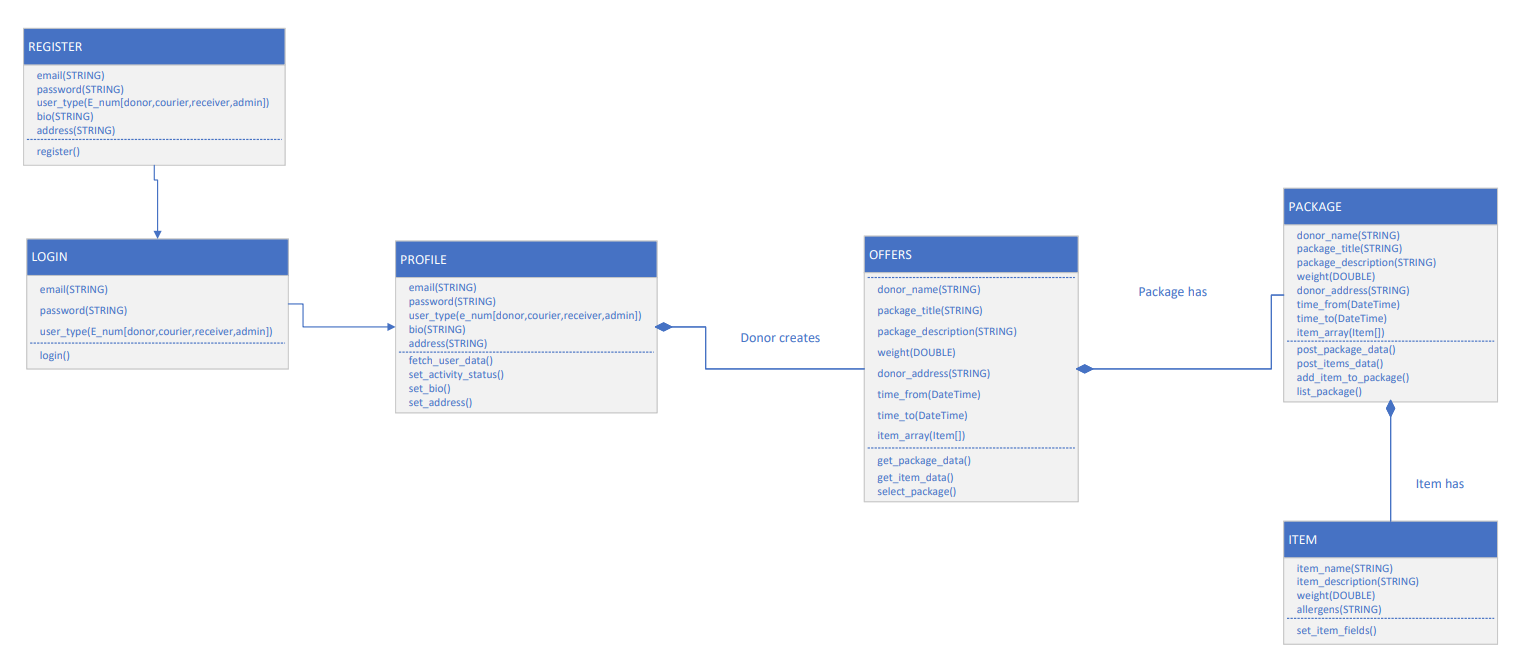 REGISTER
email(STRING)
password(STRING)
user_type(E_num[donor,courier,receiver,admin])
bio(STRING)
address(STRING)
register()
LOGIN
email(STRING)
password(STRING)
user_type(E_num[donor,courier,receiver,admin])
login()
PROFILE
email(STRING)
password(STRING)
user_type(e_num[donor,courier,receiver,admin])
bio(STRING)
address(STRING)
fetch_user_data()
set_activity_status()
set_bio()
set_address()
Donor creates
OFFERS
donor_name(STRING)
package_title(STRING)
package_description(STRING)
weight(DOUBLE)
donor_address(STRING)
time_from(DateTime)
time_to(DateTime)
item_array(Item[])
get_package_data()
get_item_data()
select_package()
Package has
PACKAGE
donor_name(STRING)
package_title(STRING)
package_description(STRING)
weight(DOUBLE)
donor_address(STRING)
time_from(DateTime)
time_to(DateTime)
item_array(Item[])
post_package_data()
post_items_data()
add_item_to_package()
list_package()
Item has
ITEM
item_name(STRING)
item_description(STRING)
weight(DOUBLE)
allergens(STRING)
set_item_fields()